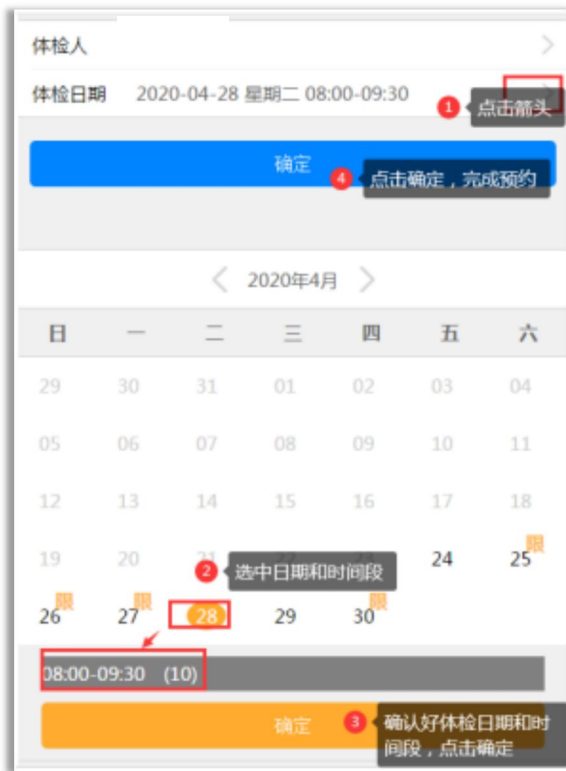 体检人
体检日期 2020-04-28 星期二 08:00-09:30
1 点击箭头
确定
4 点击确定，完成预约
2020年4月
日 一 二 三 四 五 六
29 30 31 01 02 03 04
05 06 07 08 09 10 11
12 13 14 15 16 17 18
19 20 21 24 25 限
2 选中日期和时间段
26 限 27 限 28 29 30 限
08:00-09:30 (10)
确定
3 确认好体检日期和时
间段，点击确定